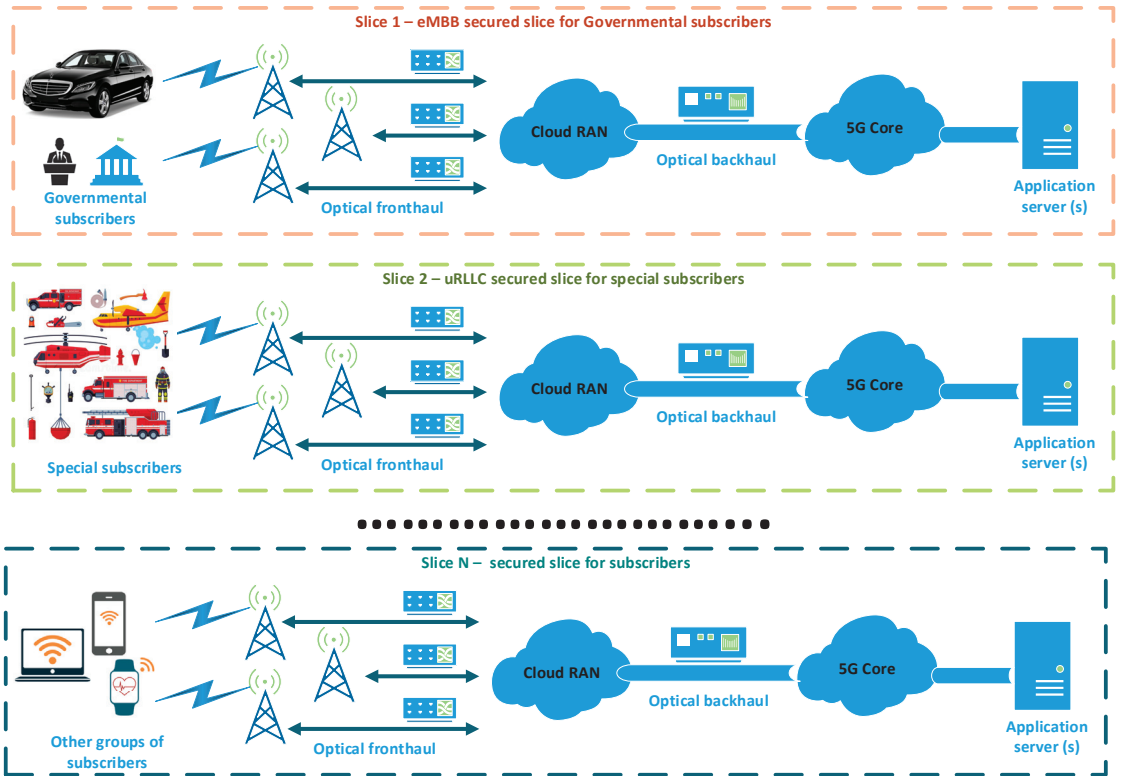 Slice 1 – eMBB secured slice for Governmental subscribers
Cloud RAN
5G Core
Optical backhaul
Governmental
subscribers
Optical fronthaul
Application
server (s)
Slice 2 – uRLLC secured slice for special subscribers
Cloud RAN
5G Core
Optical backhaul
Special subscribers
Optical fronthaul
Application
server (s)
Slice N – secured slice for subscribers
Cloud RAN
5G Core
Optical backhaul
Other groups of
subscribers
Optical fronthaul
Application
server (s)